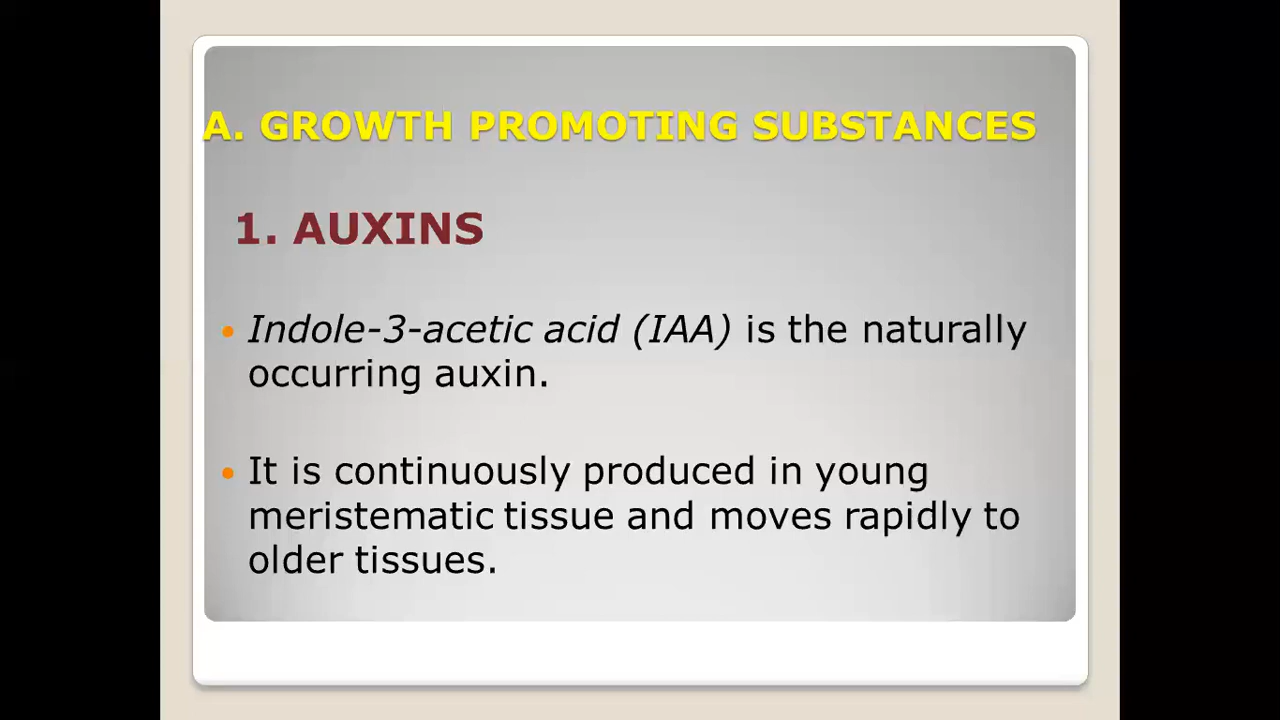 A. GROWTH PROMOTING SUBSTANCES
1. AUXINS
• Indole-3-acetic acid (IAA) is the naturally
occurring auxin.
• It is continuously produced in young
meristematic tissue and moves rapidly to
older tissues.